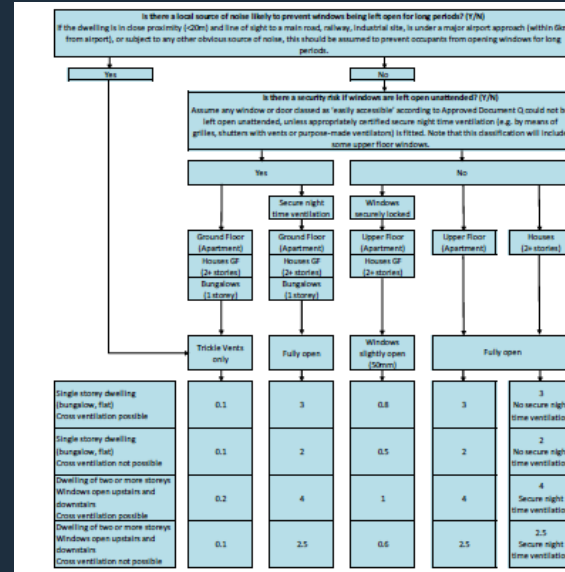 Is there a local source of noise likely to prevent windows being left open for long periods? (Y/N)
If the dwelling is in close proximity (<20m) and line of sight to a main road, railway, industrial site, is under a major airport approach (within 6k
from airport), or subject to any other obvious source of noise, this should be assumed to prevent occupants from opening windows for long
periods.
Yes
No
Is there a security risk if windows are left open unattended? (Y/N)
Assume any window or door classed as 'easily accessible' according to Approved Document Q could not b
left open unattended, unless appropriately certified secure night time ventilation (e.g. by means of
grilles, shutters with vents or purpose-made ventilators) is fitted. Note that this classification will include
some upper floor windows.
Yes
No
Secure night
time ventilation
Windows
securely locked
Ground Floor
(Apartment)
Houses GF
(2+ stories)
Bungalows
(1 storey)
Ground Floor
(Apartment)
Houses GF
(2+ stories)
Bungalows
(1 storey)
Upper Floor
(Apartment)
Houses GF
(2+ stories)
Upper Floor
(Apartment)
Houses
(2+ stories)
Trickle Vents
only
Fully open
Windows
slightly open
(50mm)
Fully open
Single storey dwelling
(bungalow, flat)
Cross ventilation possible
0.1
3
0.8
3
3
No secure nigh
time ventilatio
Single storey dwelling
(bungalow, flat)
Cross ventilation not possible
0.1
2
0.5
2
2
No secure nigh
time ventilatio
Dwelling of two or more storeys
Windows open upstairs and
downstairs
Cross ventilation possible
0.2
4
1
4
4
Secure night
time ventilatio
Dwelling of two or more storeys
Windows open upstairs and
downstairs
Cross ventilation not possible
0.1
2.5
0.6
2.5
2.5
Secure night
time ventilatio